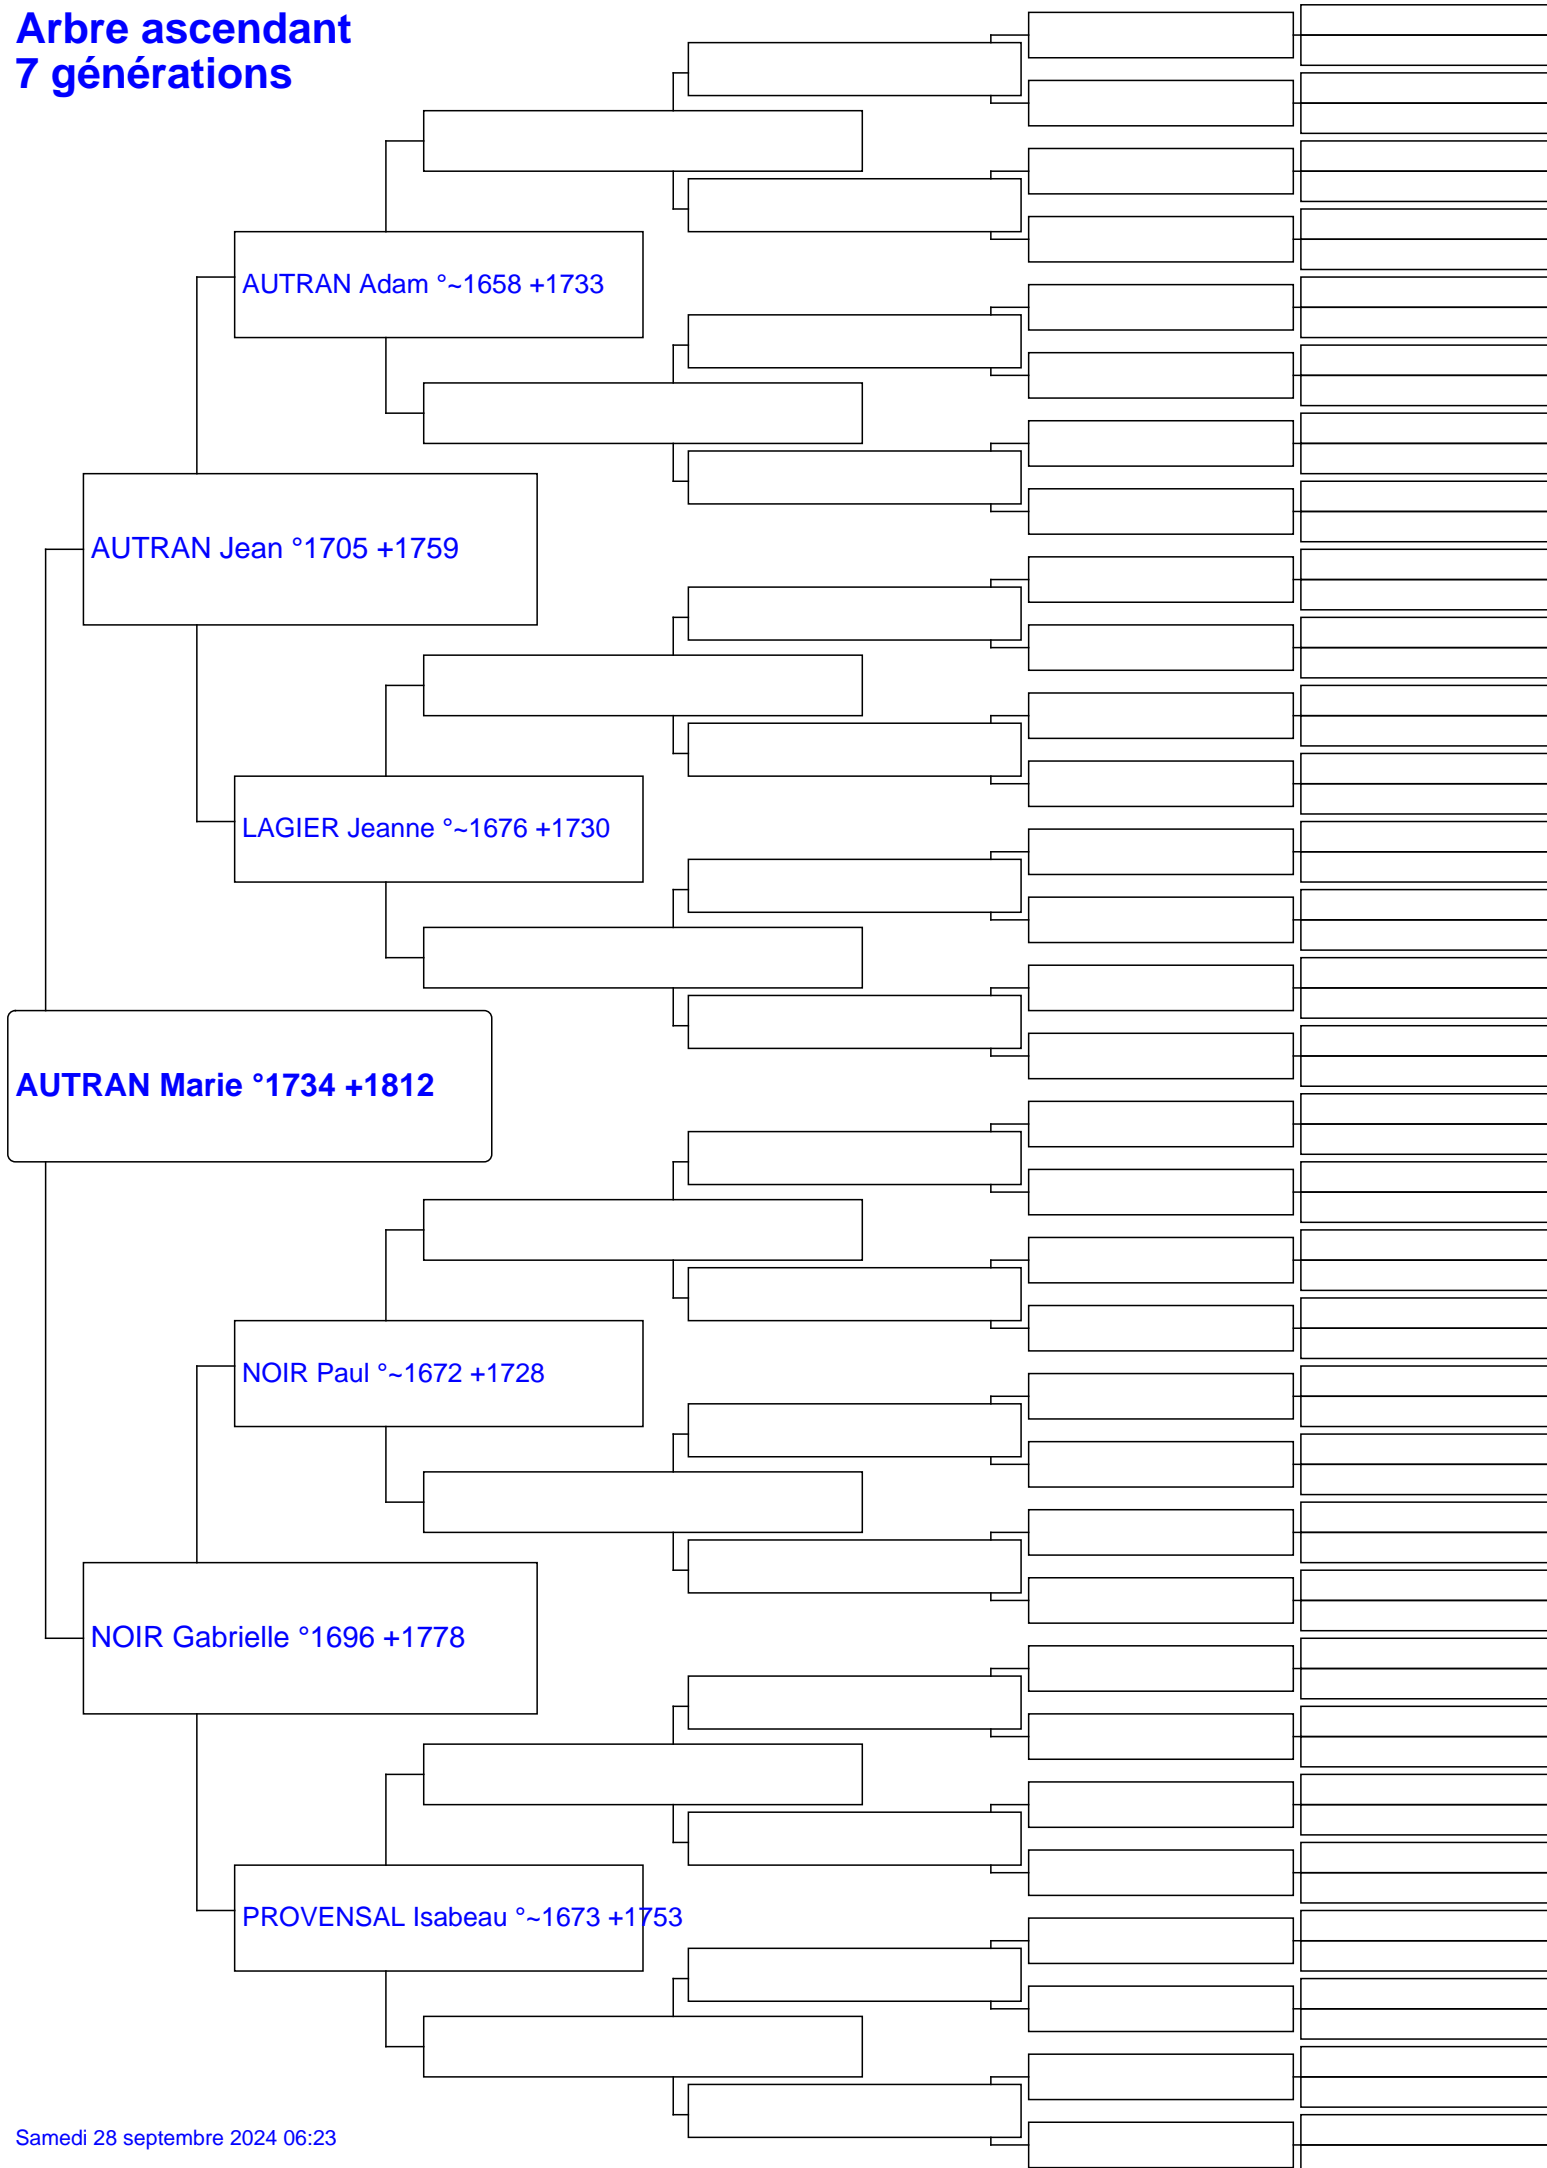 Arbre ascendant
7 générations
AUTRAN Adam °~1658 +1733
AUTRAN Jean °1705 +1759
LAGIER Jeanne °~1676 +1730
AUTRAN Marie °1734 +1812
NOIR Paul °~1672 +1728
NOIR Gabrielle °1696 +1778
PROVENSAL Isabeau °~1673 +1753
Samedi 28 septembre 2024 06:23